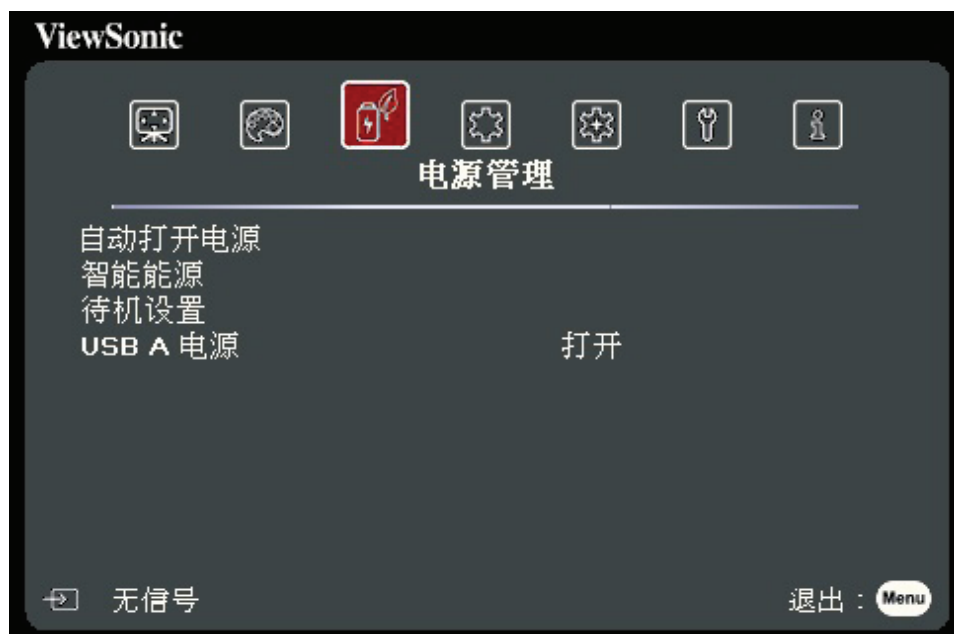 ViewSonic
电源管理
自动打开电源
智能能源
待机设置
USB A 电源 打开
无信号 退出：Menu